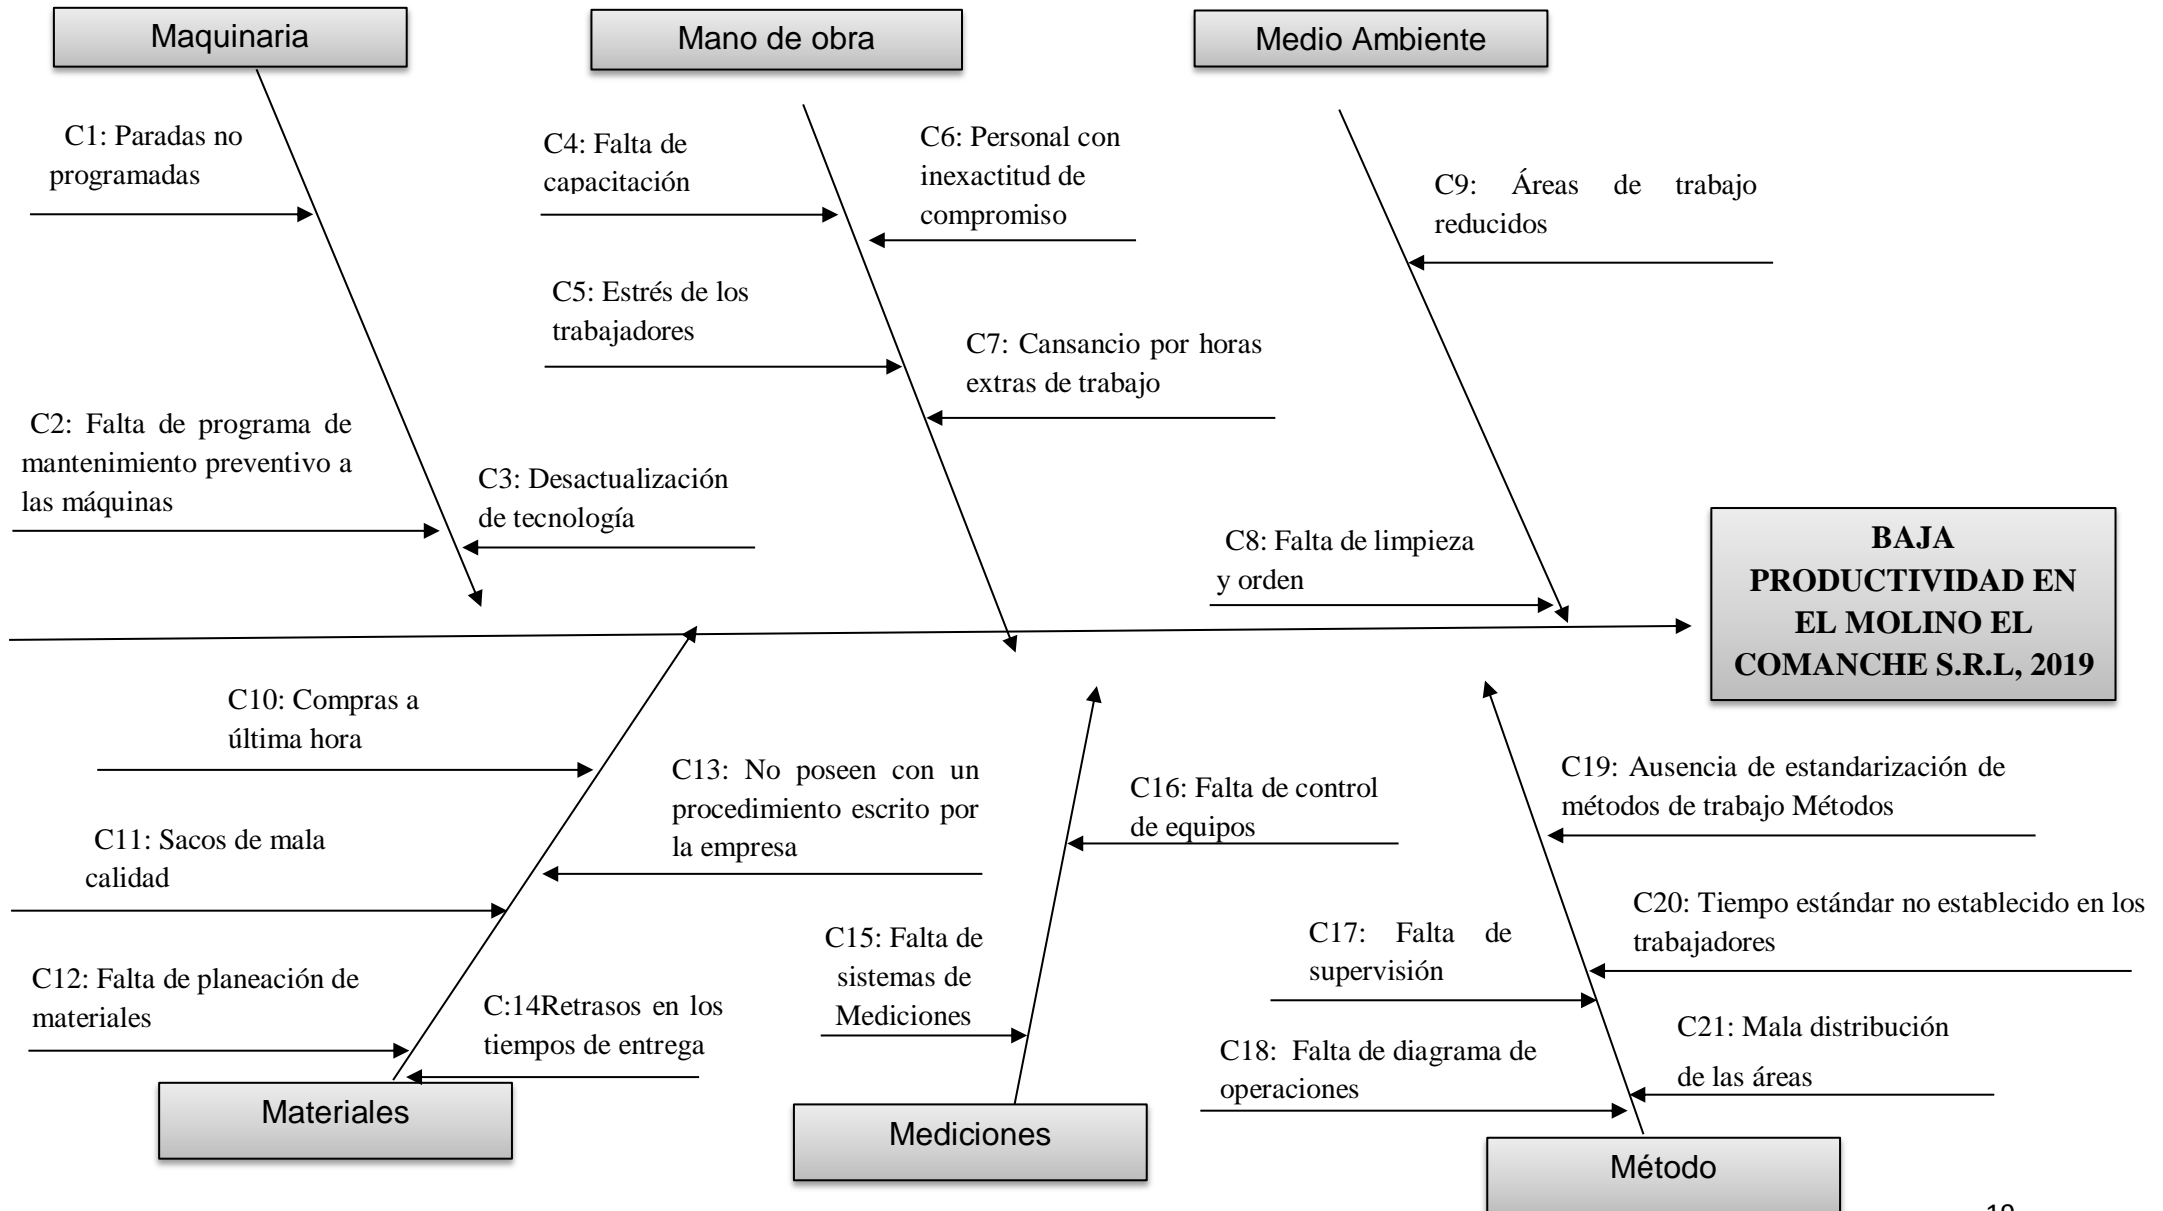 Maquinaria
Mano de obra
Medio Ambiente
C1: Paradas no
programadas
C4: Falta de
capacitación
C6: Personal con
inexactitud de
compromiso
C9: Áreas de trabajo
reducidos
C5: Estrés de los
trabajadores
C7: Cansancio por horas
extras de trabajo
C2: Falta de programa de
mantenimiento preventivo a
las máquinas
C3: Desactualización
de tecnología
C8: Falta de limpieza
y orden
BAJA
PRODUCTIVIDAD EN
EL MOLINO EL
COMANCHE S.R.L, 2019
C10: Compras a
última hora
C13: No poseen con un
procedimiento escrito por
la empresa
C16: Falta de control
de equipos
C19: Ausencia de estandarización de
métodos de trabajo Métodos
C11: Sacos de mala
calidad
C15: Falta de
sistemas de
Mediciones
C17: Falta de
supervisión
C20: Tiempo estándar no establecido en los
trabajadores
C12: Falta de planeación de
materiales
C:14Retrasos en los
tiempos de entrega
C18: Falta de diagrama de
operaciones
C21: Mala distribución
de las áreas
Materiales
Mediciones
Método